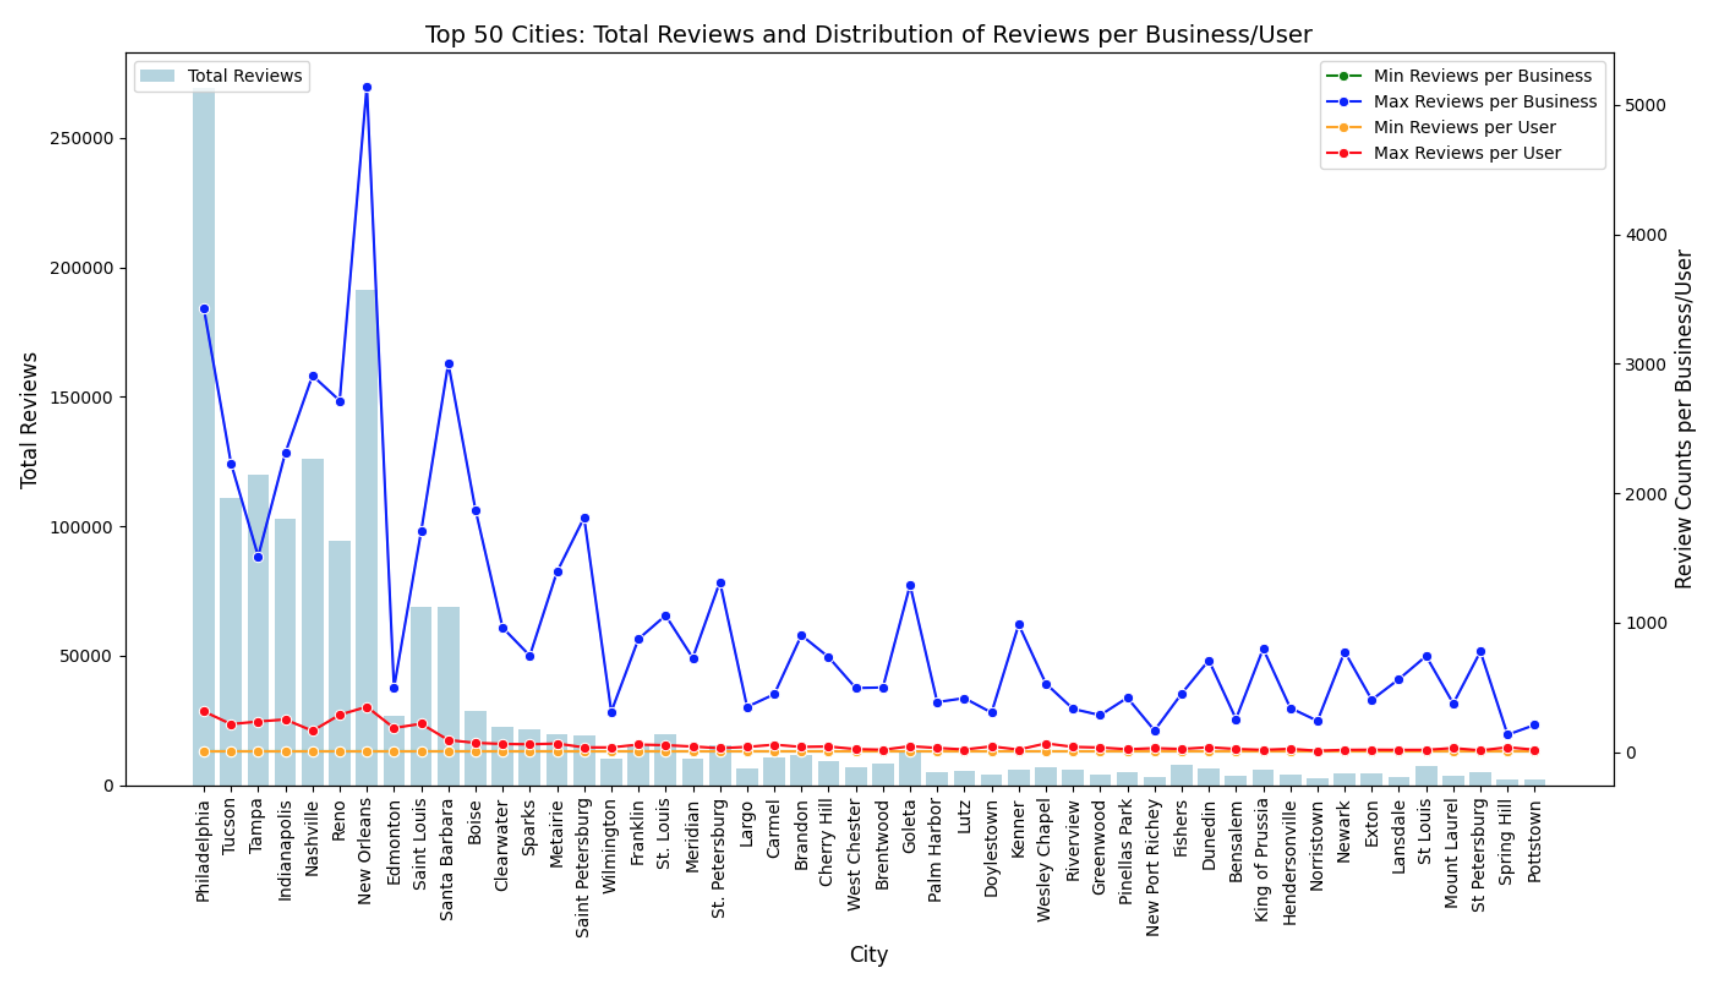 Top 50 Cities: Total Reviews and Distribution of Reviews per Business/User
Total Reviews
Min Reviews per Business
Max Reviews per Business
Min Reviews per User
Max Reviews per User
Total Reviews
250000
200000
150000
100000
50000
0
5000
4000
3000
2000
1000
0
Review Counts per Business/User
Philadelphia
Tucson
Tampa
Indianapolis
Nashville
Reno
New Orleans
Edmonton
Saint Louis
Santa Barbara
Boise
Clearwater
Sparks
Metairie
Saint Petersburg
Wilmington
Franklin
St. Louis
Meridian
St. Petersburg
Largo
Carmel
Brandon
Cherry Hill
West Chester
Brentwood
Goleta
Palm Harbor
Lutz
Doylestown
Kenner
Wesley Chapel
Riverview
Greenwood
Pinellas Park
New Port Richey
Fishers
Dunedin
Bensalem
King of Prussia
Hendersonville
Norristown
Newark
Exton
Lansdale
St Louis
Mount Laurel
St Petersburg
Spring Hill
Pottstown
City